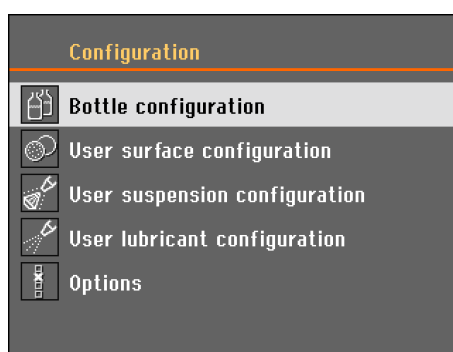 Configuration
Bottle configuration
User surface configuration
User suspension configuration
User lubricant configuration
Options